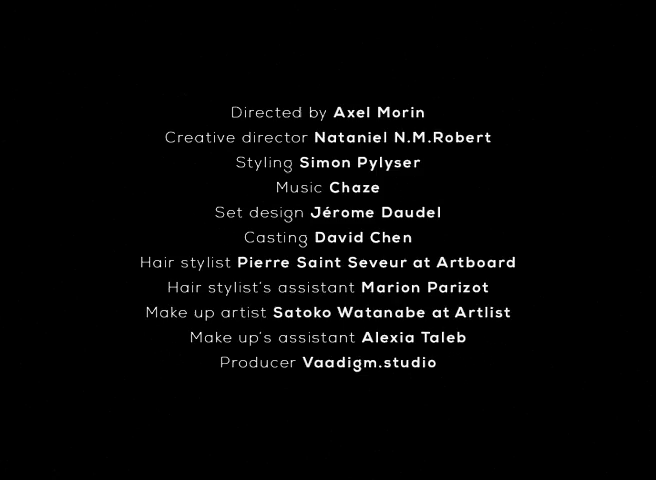 Directed by Axel Morin
Creative director Nataniel N.M.Robert
Styling Simon Pylyser
Music Chaze
Set design Jérome Daudel
Casting David Chen
Hair stylist Pierre Saint Seveur at Artboard
Hair stylist's assistant Marion Parizot
Make up artist Satoko Watanabe at Artlist
Make up's assistant Alexia Taleb
Producer Vaadigm.studio